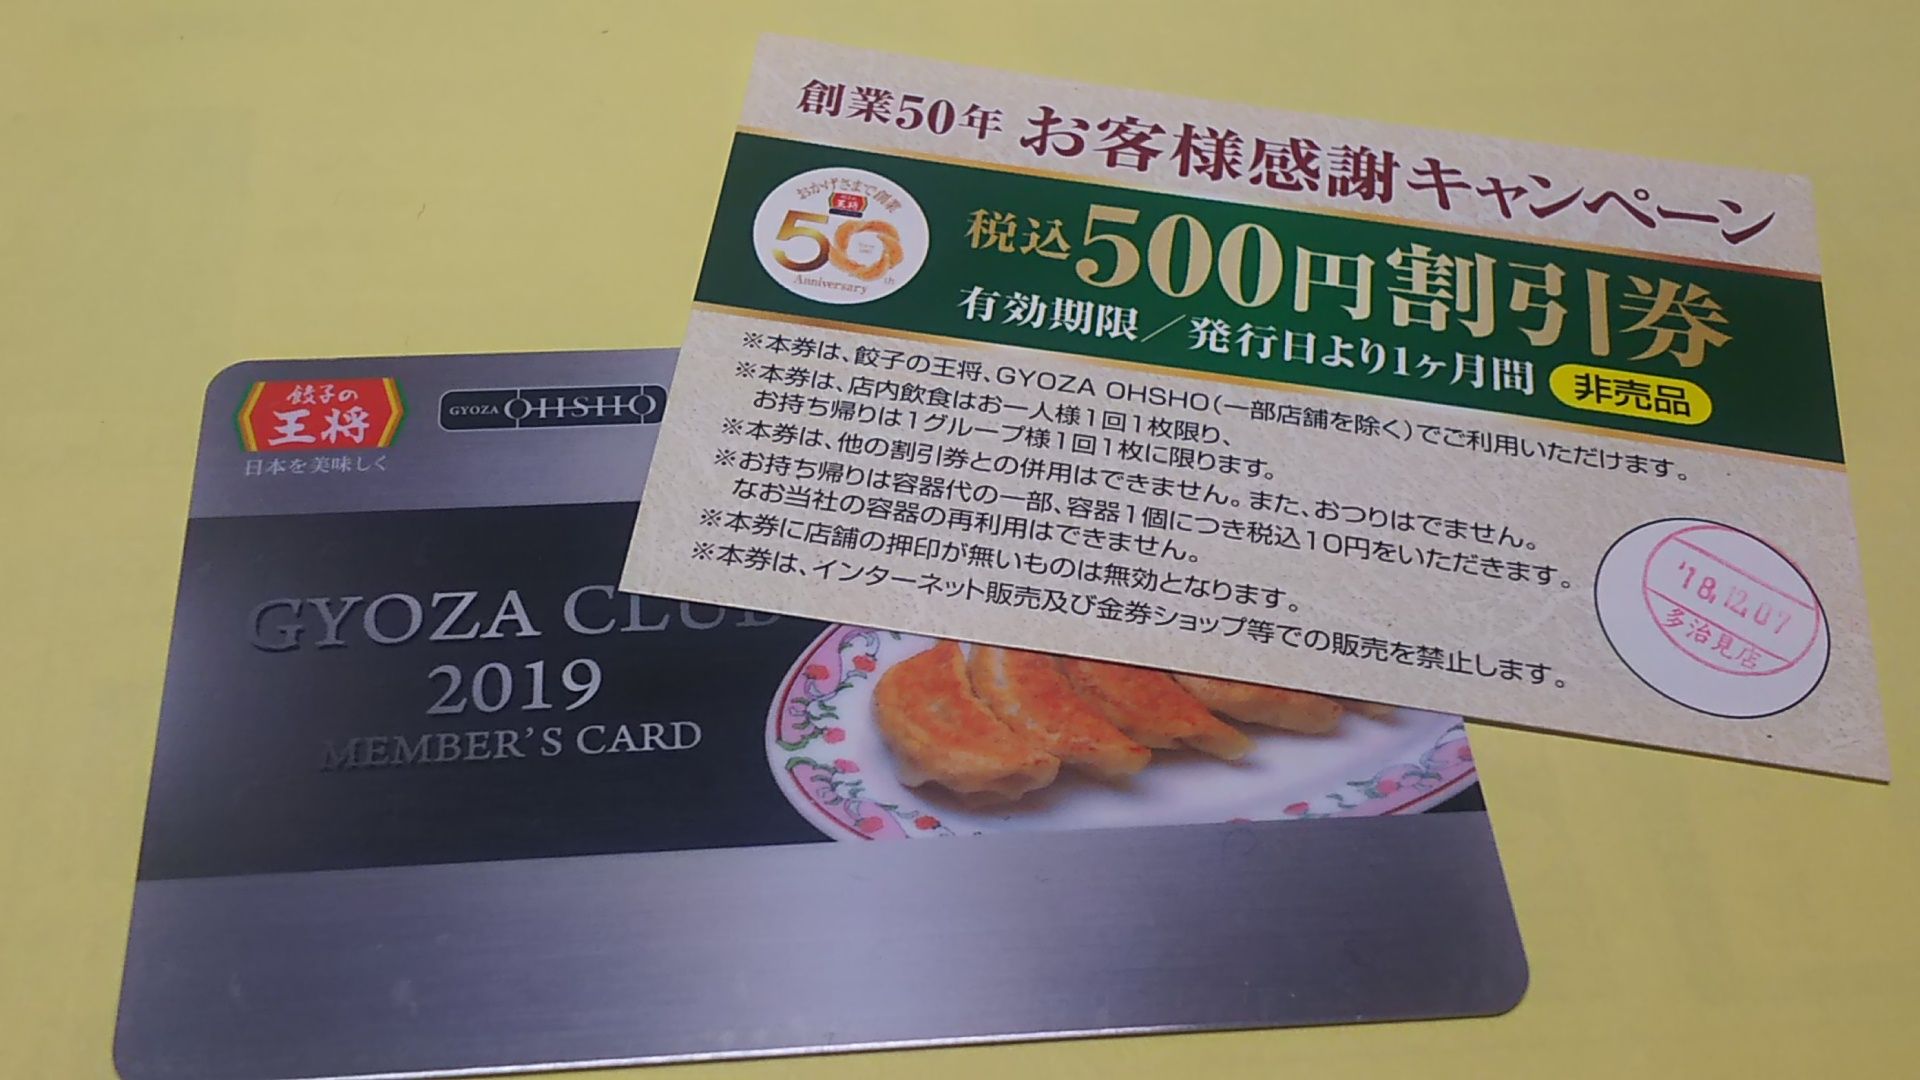 創業50年 お客様感謝キャンペーン
おかげさまで創業
王将
50th
Anniversary
税込500円割引券
有効期限／発行日より1ヶ月間
非売品
※本券は、餃子の王将、GYOZA OHSHO(一部店舗を除く)でご利用いただけます。
※本券は、店内飲食はお一人様1回1枚限り、
お持ち帰りは1グループ様1回1枚に限ります。
※本券は、他の割引券との併用はできません。また、おつりはでません。
※お持ち帰りは容器代の一部、容器1個につき税込10円をいただきます。
なお当社の容器の再利用はできません。
※本券に店舗の押印が無いものは無効となります。
※本券は、インターネット販売及び金券ショップ等での販売を禁止します。
'18.12.07
多治見店
餃子の
王将
日本を美味しく
GYOZA OHSHO
GYOZA CLUB
2019
MEMBER'S CARD